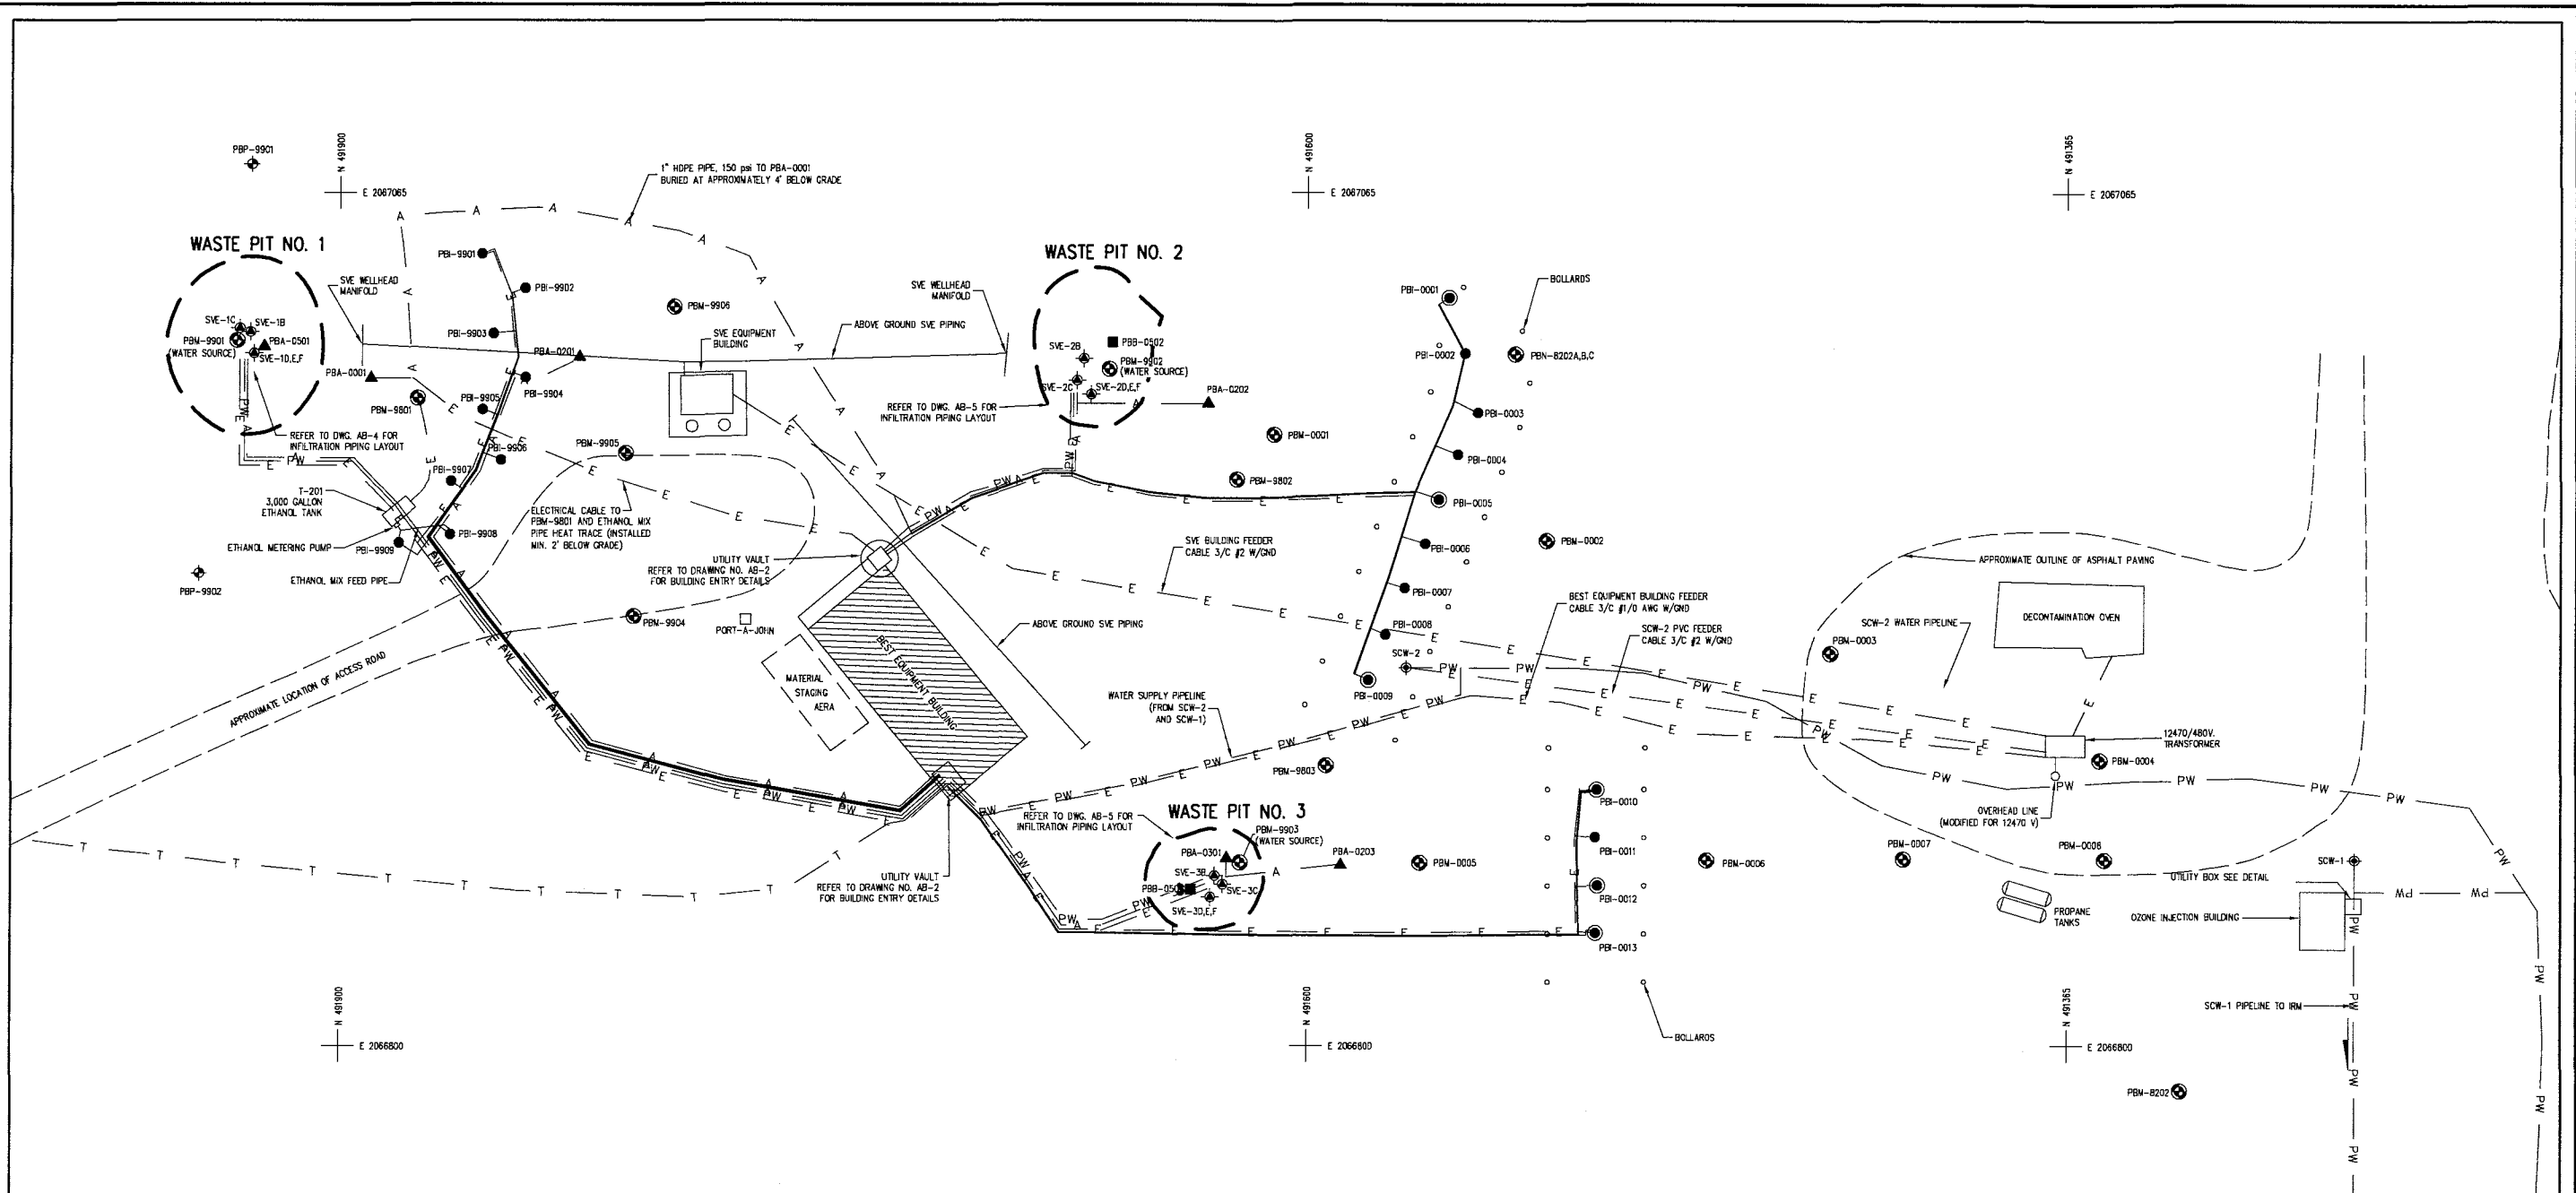 PBP-9901
N 491900
E 2067065
1" HDPE PIPE, 150 psi TO PBA-0001
BURIED AT APPROXIMATELY 4' BELOW GRADE
N 491600
E 2067065
N 491365
E 2067065
WASTE PIT NO. 1
SVE WELLHEAD
MANIFOLD
SVE-1C
SVE-1B
PBM-9901
(WATER SOURCE)
PBA-0501
SVE-1D,E,F
PBA-0001
PBM-9801
REFER TO DWG. AB-4 FOR
INFILTRATION PIPING LAYOUT
PBI-9901
PBI-9902
PBI-9903
PBA-0201
PBI-9904
PBI-9905
PBI-9906
PBI-9907
PBI-9908
PBI-9909
T-201
3,000 GALLON
ETHANOL TANK
ETHANOL METERING PUMP
ETHANOL MIX FEED PIPE
PBP-9902
PBM-9906
SVE EQUIPMENT
BUILDING
ABOVE GROUND SVE PIPING
SVE WELLHEAD
MANIFOLD
PBM-9905
ELECTRICAL CABLE TO
PBM-9801 AND ETHANOL MIX
PIPE HEAT TRACE (INSTALLED
MIN. 2' BELOW GRADE)
UTILITY VAULT
REFER TO DRAWING NO. AB-2
FOR BUILDING ENTRY DETAILS
PBM-9904
PORT-A-JOHN
MATERIAL
STAGING
AERA
BEST EQUIPMENT BUILDING
ABOVE GROUND SVE PIPING
APPROXIMATE LOCATION OF ACCESS ROAD
WASTE PIT NO. 2
SVE-2B
PBB-0502
PBM-9902
(WATER SOURCE)
SVE-2C
SVE-2D,E,F
PBA-0202
REFER TO DWG. AB-5 FOR
INFILTRATION PIPING LAYOUT
PBM-0001
PBM-9802
SVE BUILDING FEEDER
CABLE 3/C #2 W/GND
PBI-0001
PBI-0002
PBI-0003
PBI-0004
PBI-0005
PBI-0006
PBI-0007
PBI-0008
PBI-0009
BOLLARDS
PBN-8202A,B,C
PBM-0002
BEST EQUIPMENT BUILDING FEEDER
CABLE 3/C #1/0 AWG W/GND
SCW-2 PVC FEEDER
CABLE 3/C #2 W/GND
SCW-2
WATER SUPPLY PIPELINE
(FROM SCW-2
AND SCW-1)
PBM-9803
WASTE PIT NO. 3
REFER TO DWG. AB-5 FOR
INFILTRATION PIPING LAYOUT
PBM-9903
(WATER SOURCE)
PBA-0301
PBA-0203
SVE-3B
SVE-3C
SVE-3D,E,F
UTILITY VAULT
REFER TO DRAWING NO. AB-2
FOR BUILDING ENTRY DETAILS
PBM-0005
PBI-0010
PBI-0011
PBI-0012
PBI-0013
PBM-0006
PBM-0007
PBM-0008
APPROXIMATE OUTLINE OF ASPHALT PAVING
DECONTAMINATION OVEN
SCW-2 WATER PIPELINE
PBM-0003
12470/480V.
TRANSFORMER
PBM-0004
OVERHEAD LINE
(MODIFIED FOR 12470 V)
PROPANE
TANKS
SCW-1
UTILITY BOX SEE DETAIL
OZONE INJECTION BUILDING
SCW-1 PIPELINE TO IRM
BOLLARDS
N 491900
E 2066800
N 491600
E 2066800
N 491365
E 2066800
PBM-8202